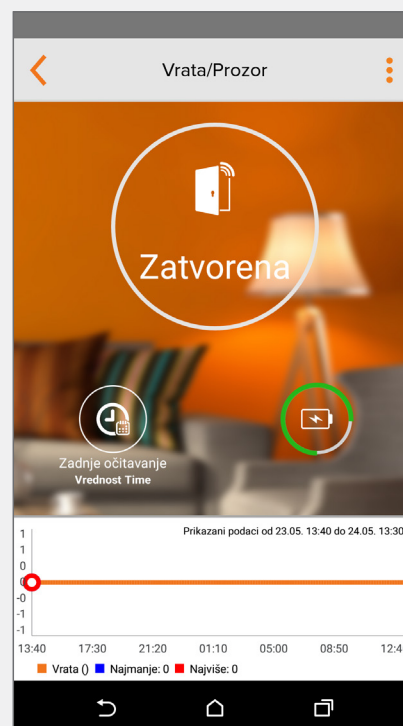 Vrata/Prozor
Zatvorena
Zadnje očitavanje
Vrednost Time
Prikazani podaci od 23.05. 13:40 do 24.05. 13:30
1
1
0
0
-0
-1
-1
13:40 17:30 21:20 01:10 05:00 08:50
Vrata () Najmanje: 0 Najviše: 0